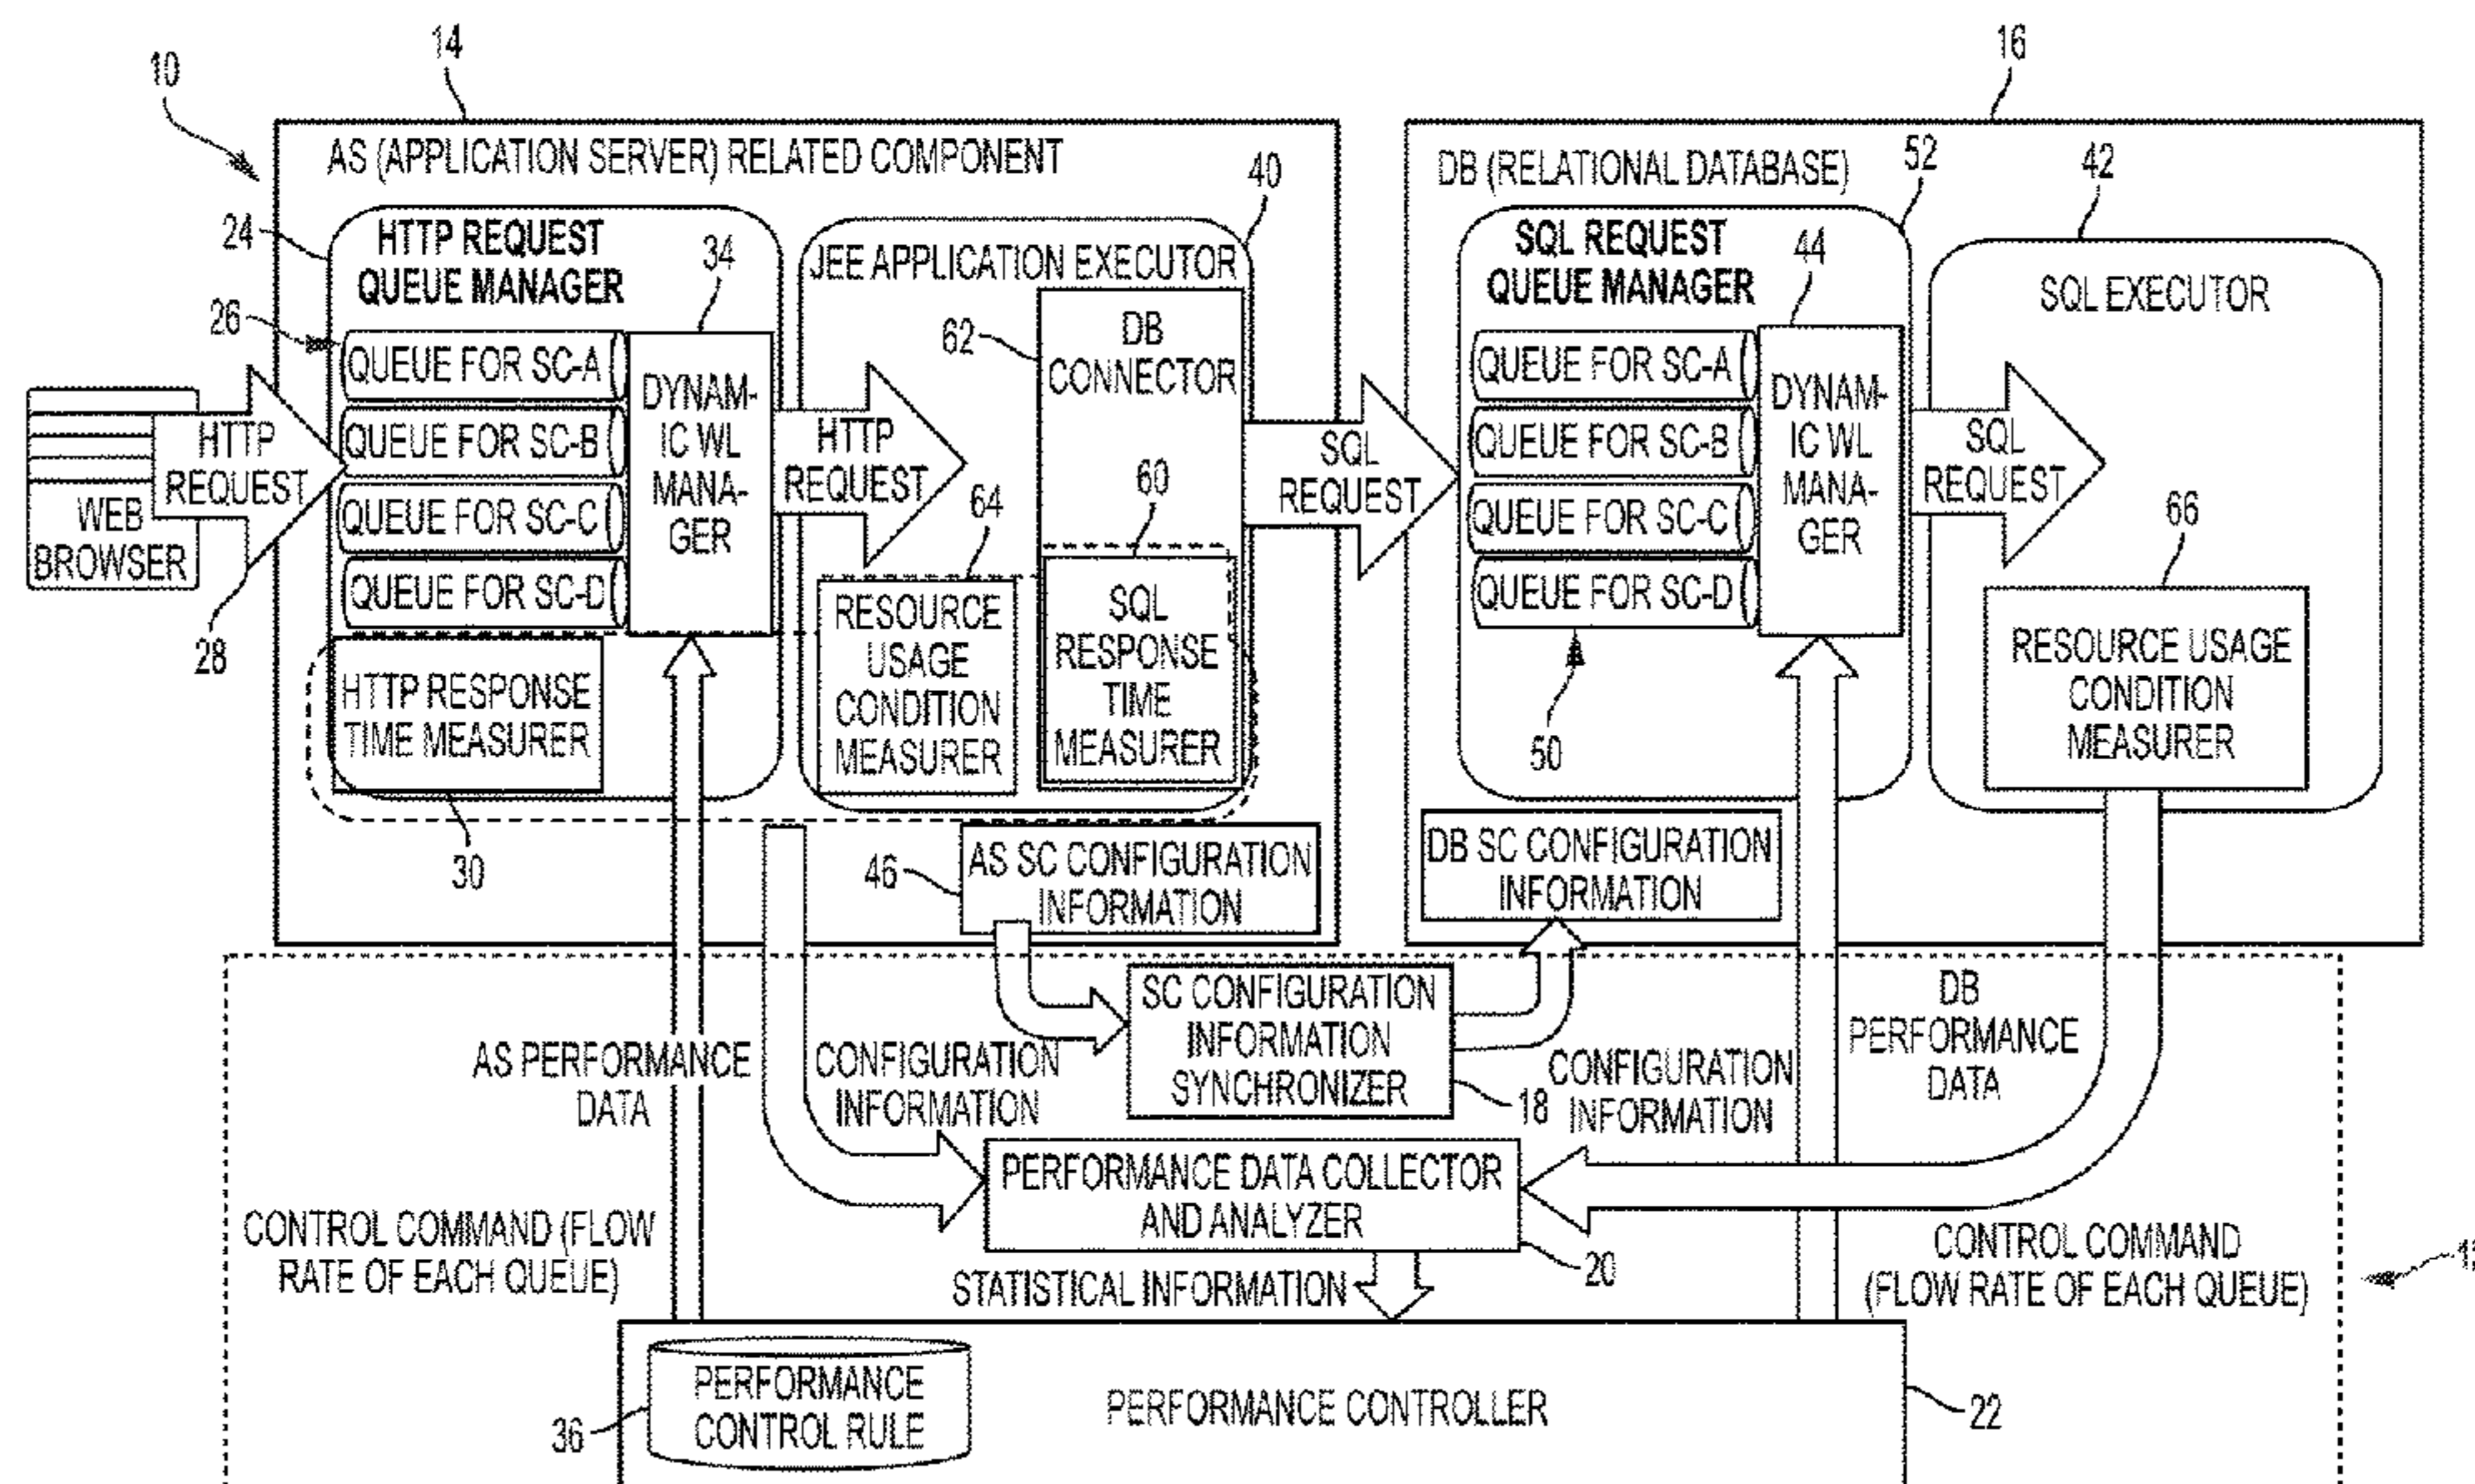 14
16
10
AS (APPLICATION SERVER) RELATED COMPONENT
40
DB (RELATIONAL DATABASE)
52
42
24
HTTP REQUEST
QUEUE MANAGER
34
JEE APPLICATION EXECUTOR
SQL REQUEST
QUEUE MANAGER
44
SQL EXECUTOR
26
QUEUE FOR SC-A
QUEUE FOR SC-B
QUEUE FOR SC-C
QUEUE FOR SC-D
DYNAM-
IC WL
MANA-
GER
62
DB
CONNECTOR
QUEUE FOR SC-A
QUEUE FOR SC-B
QUEUE FOR SC-C
QUEUE FOR SC-D
DYNAM-
IC WL
MANA-
GER
HTTP
REQUEST
HTTP
REQUEST
SQL
REQUEST
SQL
REQUEST
WEB
BROWSER
28
64
60
66
HTTP RESPONSE
TIME MEASURER
RESOURCE
USAGE
CONDITION
MEASURER
SQL
RESPONSE
TIME
MEASURER
50
RESOURCE USAGE
CONDITION
MEASURER
30
46
AS SC CONFIGURATION
INFORMATION
DB SC CONFIGURATION
INFORMATION
SC CONFIGURATION
INFORMATION
SYNCHRONIZER
18
AS PERFORMANCE
DATA
CONFIGURATION
INFORMATION
CONFIGURATION
INFORMATION
DB
PERFORMANCE
DATA
PERFORMANCE DATA COLLECTOR
AND ANALYZER
20
CONTROL COMMAND (FLOW
RATE OF EACH QUEUE)
STATISTICAL INFORMATION
CONTROL COMMAND
(FLOW RATE OF EACH QUEUE)
PERFORMANCE
CONTROL RULE
36
PERFORMANCE CONTROLLER
22